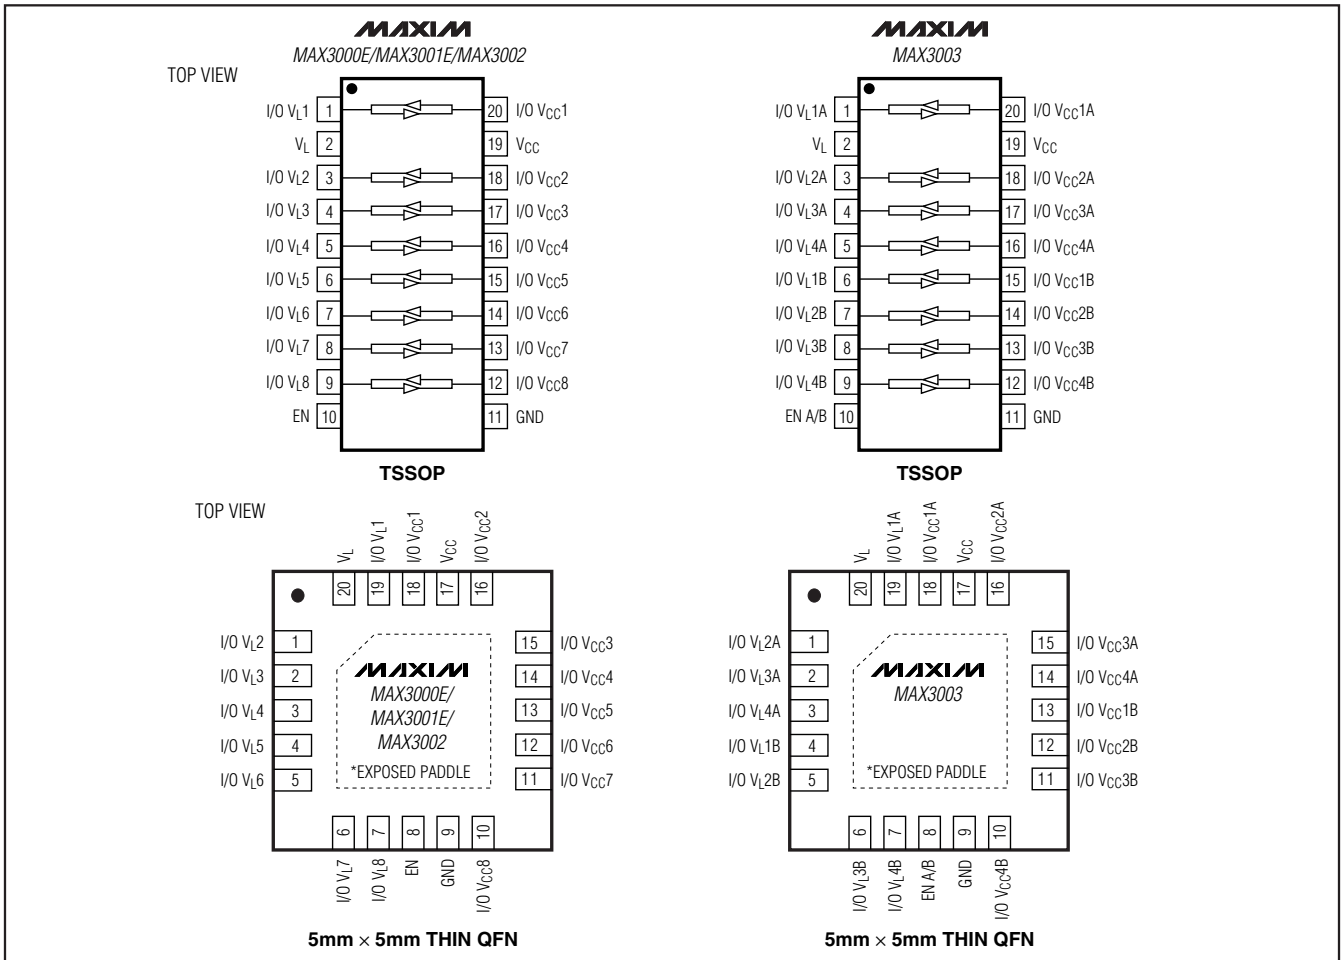 MAXIM
MAX3000E/MAX3001E/MAX3002
TOP VIEW
I/O VL1 1 20 I/O VCC1
VL 2 19 VCC
I/O VL2 3 18 I/O VCC2
I/O VL3 4 17 I/O VCC3
I/O VL4 5 16 I/O VCC4
I/O VL5 6 15 I/O VCC5
I/O VL6 7 14 I/O VCC6
I/O VL7 8 13 I/O VCC7
I/O VL8 9 12 I/O VCC8
EN 10 11 GND
TSSOP
MAXIM
MAX3003
I/O VL1A 1 20 I/O VCC1A
VL 2 19 VCC
I/O VL2A 3 18 I/O VCC2A
I/O VL3A 4 17 I/O VCC3A
I/O VL4A 5 16 I/O VCC4A
I/O VL1B 6 15 I/O VCC1B
I/O VL2B 7 14 I/O VCC2B
I/O VL3B 8 13 I/O VCC3B
I/O VL4B 9 12 I/O VCC4B
EN A/B 10 11 GND
TSSOP
TOP VIEW
VL I/O VL1 I/O VCC1 VCC I/O VCC2
20 19 18 17 16
I/O VL2 1 15 I/O VCC3
I/O VL3 2 14 I/O VCC4
I/O VL4 3 13 I/O VCC5
I/O VL5 4 12 I/O VCC6
I/O VL6 5 11 I/O VCC7
MAXIM
MAX3000E/
MAX3001E/
MAX3002
*EXPOSED PADDLE
6 7 8 9 10
I/O VL7 I/O VL8 EN GND I/O VCC8
5mm × 5mm THIN QFN
VL I/O VL1A I/O VCC1A VCC I/O VCC2A
20 19 18 17 16
I/O VL2A 1 15 I/O VCC3A
I/O VL3A 2 14 I/O VCC4A
I/O VL4A 3 13 I/O VCC1B
I/O VL1B 4 12 I/O VCC2B
I/O VL2B 5 11 I/O VCC3B
MAXIM
MAX3003
*EXPOSED PADDLE
6 7 8 9 10
I/O VL3B I/O VL4B EN A/B GND I/O VCC4B
5mm × 5mm THIN QFN